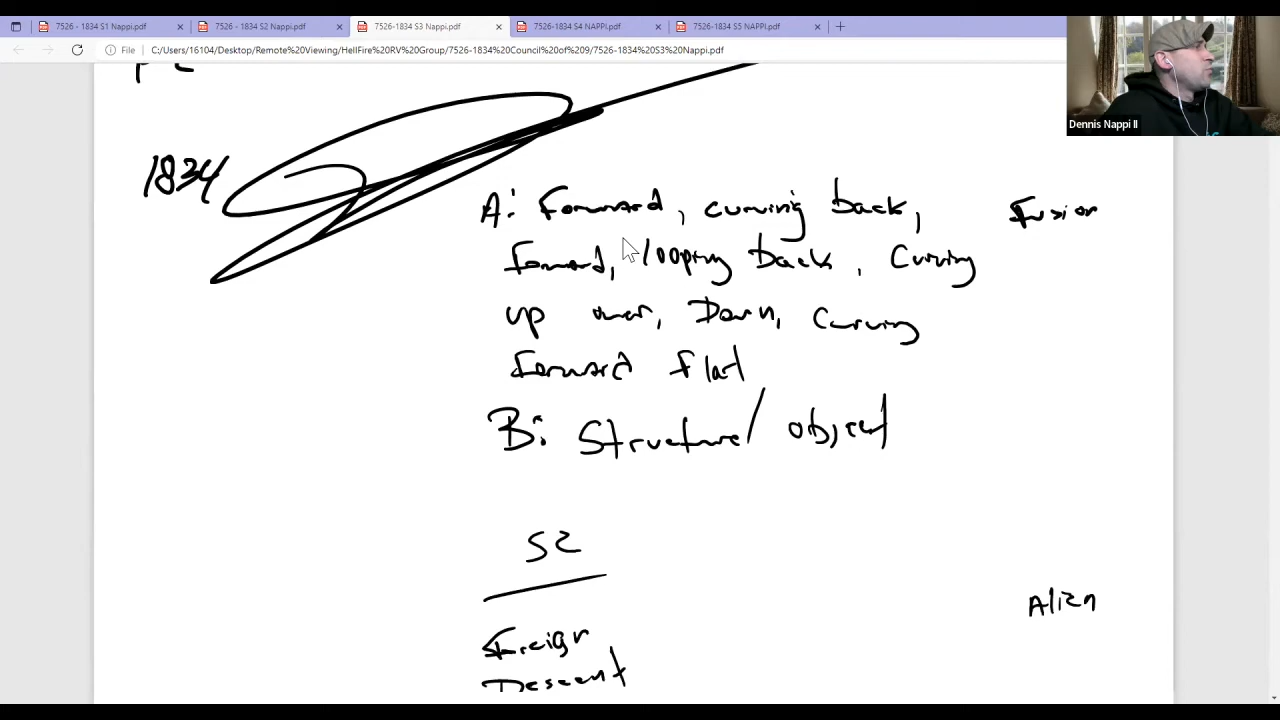 7526 - 1834 S1 Nappi.pdf
7526 - 1834 S2 Nappi.pdf
7526-1834 S3 Nappi.pdf
7526-1834 S4 NAPPI.pdf
7526-1834 S5 NAPPI.pdf
File C:/Users/16104/Desktop/Remote%20Viewing/HellFire%20RV%20Group/7526-1834%20Council%20of%209/7526-1834%20S3%20Nappi.pdf
Dennis Nappi II
1834
A: Forward, curving back, Fusion
forward, looping back, Curving
up over, Down, Curving
forward flat
B: Structure/object
S2
Alien
Foreign
Descent